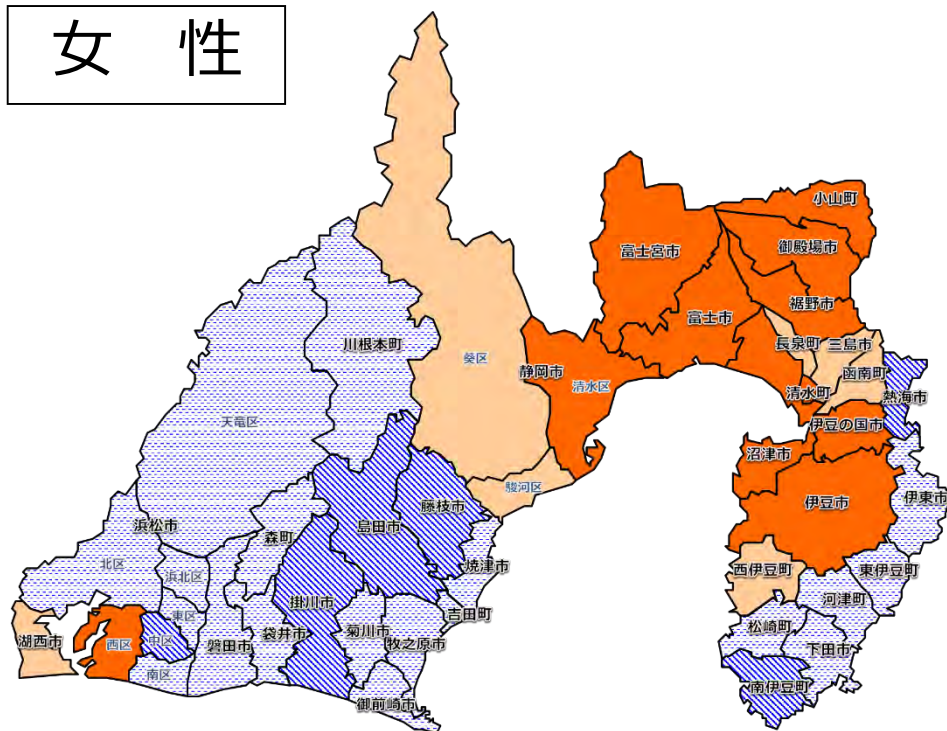 女 性
小山町
御殿場市
富士宮市
裾野市
富士市
長泉町
三島市
川根本町
葵区
静岡市
清水区
函南町
清水町
熱海市
天竜区
伊豆の国市
沼津市
駿河区
伊豆市
伊東市
藤枝市
島田市
浜松市
森町
焼津市
北区
浜北区
西伊豆町
東伊豆町
掛川市
河津町
吉田町
東区
菊川市
松崎町
湖西市
西区
中区
磐田市
袋井市
牧之原市
下田市
南区
南伊豆町
御前崎市